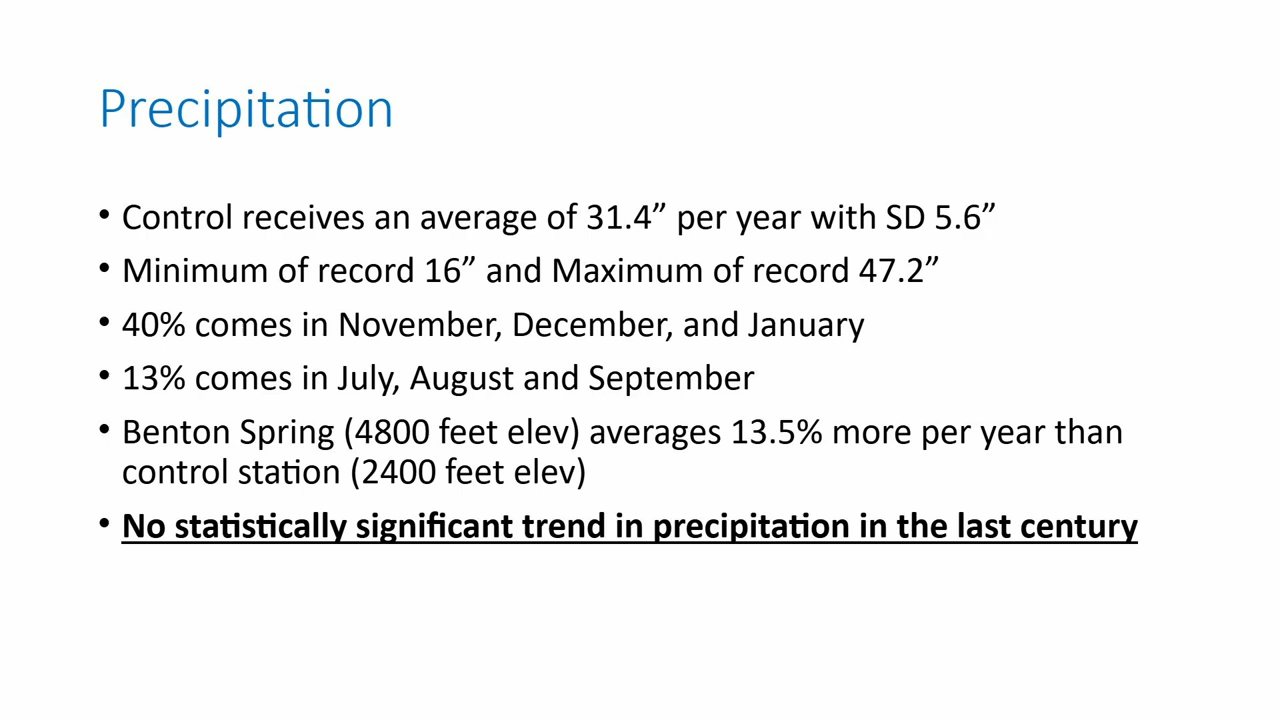 Precipitation
• Control receives an average of 31.4” per year with SD 5.6”
• Minimum of record 16” and Maximum of record 47.2”
• 40% comes in November, December, and January
• 13% comes in July, August and September
• Benton Spring (4800 feet elev) averages 13.5% more per year than
control station (2400 feet elev)
• No statistically significant trend in precipitation in the last century